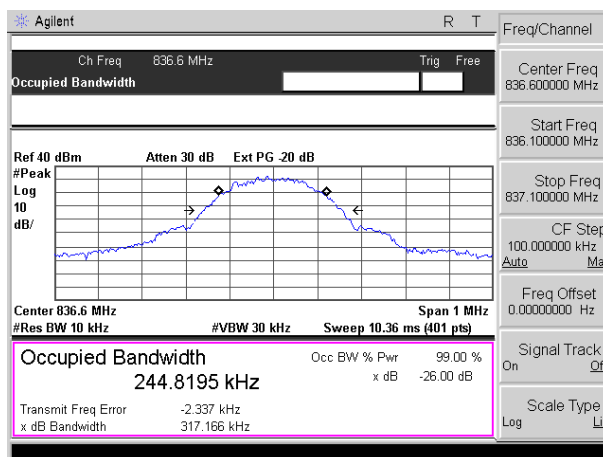 Agilent R T
Ch Freq 836.6 MHz Trig Free
Occupied Bandwidth
Ref 40 dBm Atten 30 dB Ext PG -20 dB
#Peak
Log
10
dB/
Center 836.6 MHz Span 1 MHz
#Res BW 10 kHz #VBW 30 kHz Sweep 10.36 ms (401 pts)
Occupied Bandwidth
244.8195 kHz
Occ BW % Pwr 99.00 %
x dB -26.00 dB
Transmit Freq Error -2.337 kHz
x dB Bandwidth 317.166 kHz
Freq/Channel
Center Freq
836.600000 MHz
Start Freq
836.100000 MHz
Stop Freq
837.100000 MHz
CF Step
100.000000 kHz
Auto Ma
Freq Offset
0.00000000 Hz
Signal Track
On Of
Scale Type
Log Li